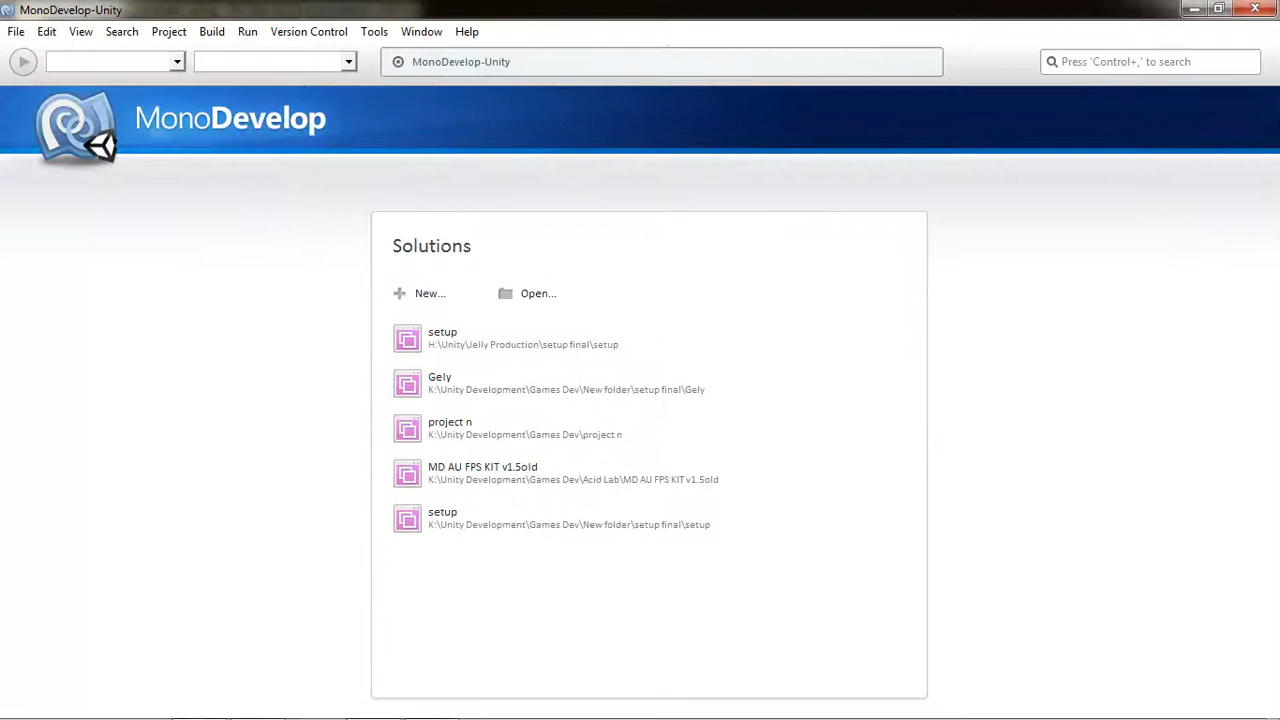 MonoDevelop-Unity
File Edit View Search Project Build Run Version Control Tools Window Help
MonoDevelop-Unity
Press 'Control+,' to search
MonoDevelop
Solutions
New... Open...
setup
H:\Unity\Jelly Production\setup final\setup
Gely
K:\Unity Development\Games Dev\New folder\setup final\Gely
project n
K:\Unity Development\Games Dev\project n
MD AU FPS KIT v1.5old
K:\Unity Development\Games Dev\Acid Lab\MD AU FPS KIT v1.5old
setup
K:\Unity Development\Games Dev\New folder\setup final\setup